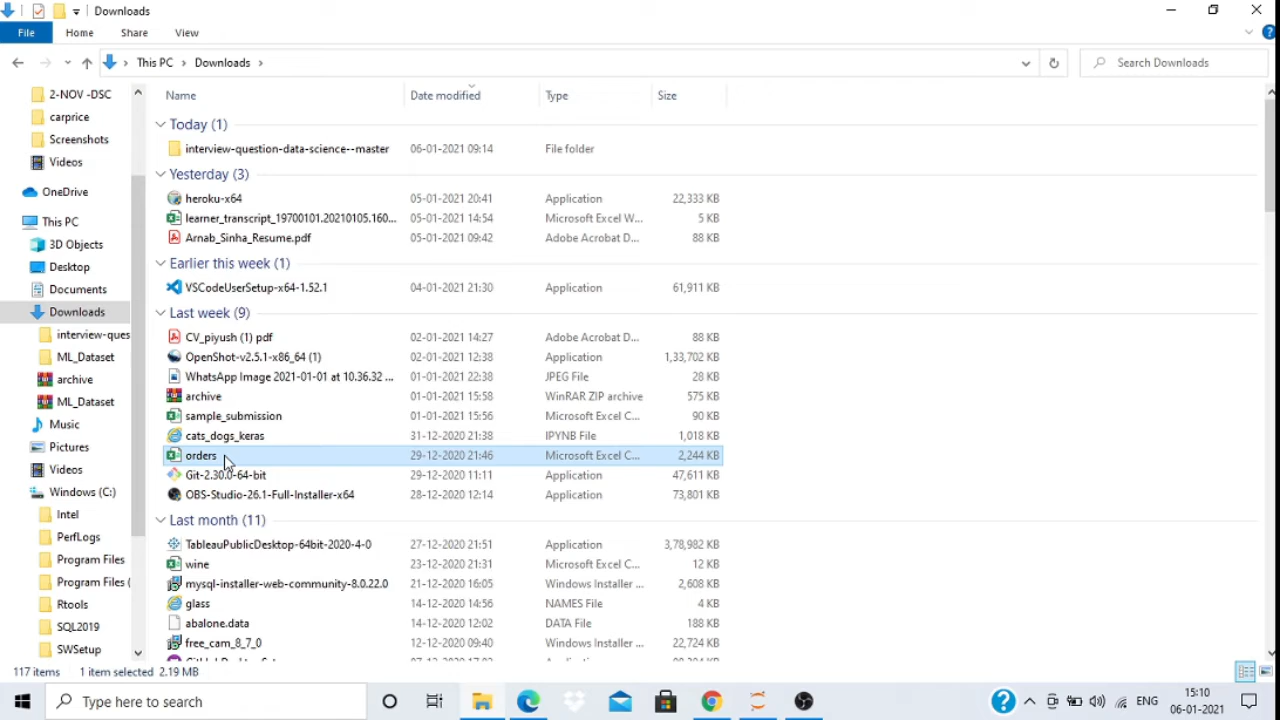 Downloads
File Home Share View
This PC Downloads Search Downloads
Name Date modified Type Size
2-NOV -DSC
carprice
Screenshots
Videos
OneDrive
This PC
3D Objects
Desktop
Documents
Downloads
interview-ques
ML_Dataset
archive
ML_Dataset
Music
Pictures
Videos
Windows (C:)
Intel
PerfLogs
Program Files
Program Files (
Rtools
SQL2019
SWSetup
Today (1)
interview-question-data-science--master 06-01-2021 09:14 File folder
Yesterday (3)
heroku-x64 05-01-2021 20:41 Application 22,333 KB
learner_transcript_19700101.20210105.160... 05-01-2021 14:54 Microsoft Excel W... 5 KB
Arnab_Sinha_Resume.pdf 05-01-2021 09:42 Adobe Acrobat D... 88 KB
Earlier this week (1)
VSCodeUserSetup-x64-1.52.1 04-01-2021 21:30 Application 61,911 KB
Last week (9)
CV_piyush (1) pdf 02-01-2021 14:27 Adobe Acrobat D... 88 KB
OpenShot-v2.5.1-x86_64 (1) 02-01-2021 12:38 Application 1,33,702 KB
WhatsApp Image 2021-01-01 at 10.36.32 ... 01-01-2021 22:38 JPEG File 28 KB
archive 01-01-2021 15:58 WinRAR ZIP archive 575 KB
sample_submission 01-01-2021 15:56 Microsoft Excel C... 90 KB
cats_dogs_keras 31-12-2020 21:38 IPYNB File 1,018 KB
orders 29-12-2020 21:46 Microsoft Excel C... 2,244 KB
Git-2.30.0-64-bit 29-12-2020 11:11 Application 47,611 KB
OBS-Studio-26.1-Full-Installer-x64 28-12-2020 12:14 Application 73,801 KB
Last month (11)
TableauPublicDesktop-64bit-2020-4-0 27-12-2020 21:51 Application 3,78,982 KB
wine 23-12-2020 21:31 Microsoft Excel C... 12 KB
mysql-installer-web-community-8.0.22.0 21-12-2020 16:05 Windows Installer ... 2,608 KB
glass 14-12-2020 14:56 NAMES File 4 KB
abalone.data 14-12-2020 12:02 DATA File 188 KB
free_cam_8_7_0 12-12-2020 09:40 Windows Installer ... 22,724 KB
117 items 1 item selected 2.19 MB
Type here to search
ENG
15:10
06-01-2021